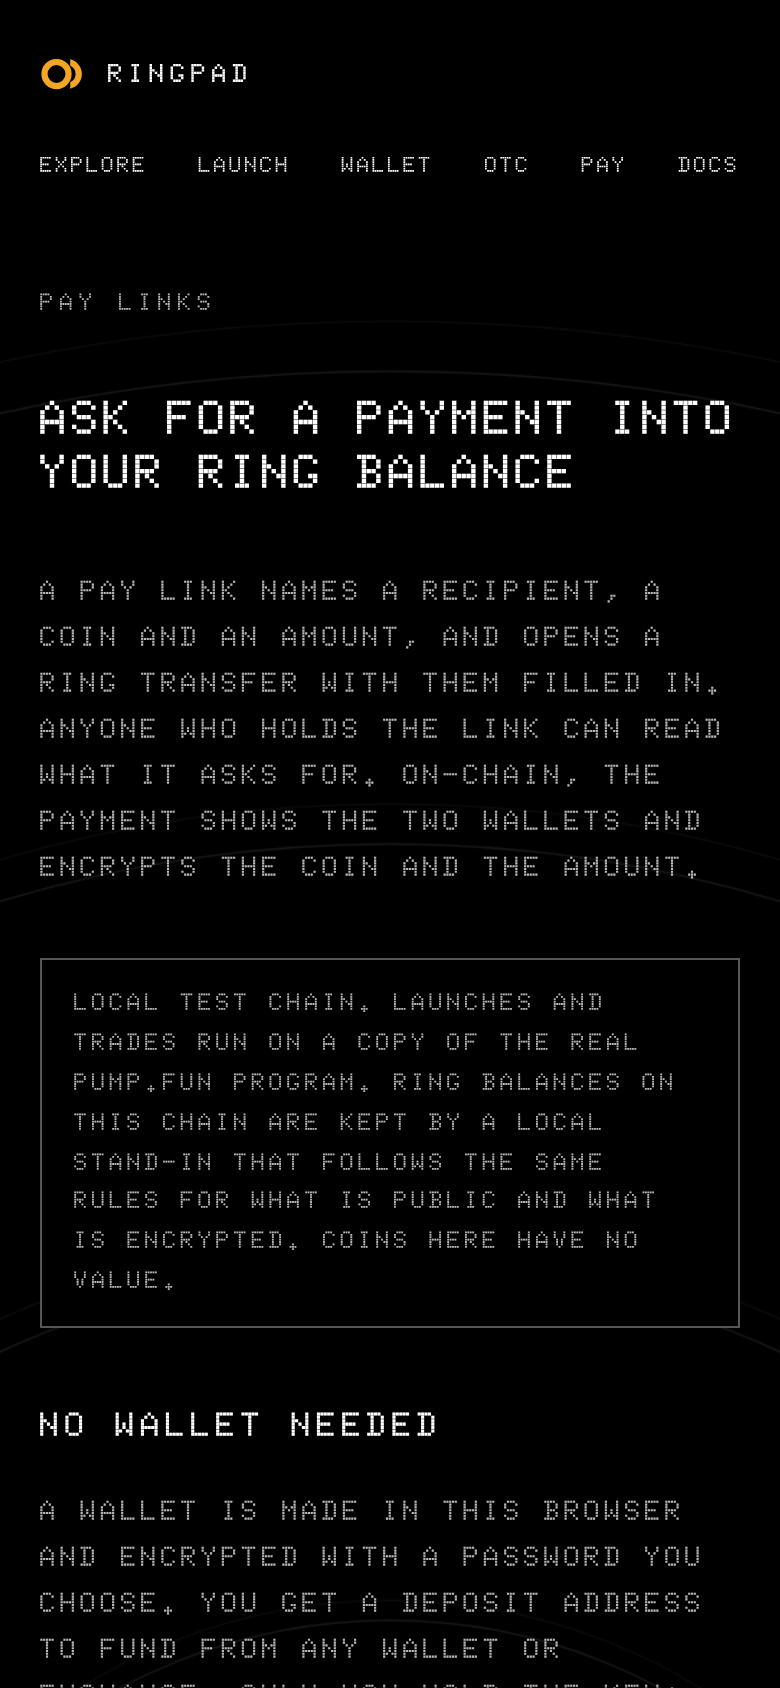 RINGPAD
EXPLORE LAUNCH WALLET OTC PAY DOCS
PAY LINKS
ASK FOR A PAYMENT INTO
YOUR RING BALANCE
A PAY LINK NAMES A RECIPIENT, A
COIN AND AN AMOUNT, AND OPENS A
RING TRANSFER WITH THEM FILLED IN.
ANYONE WHO HOLDS THE LINK CAN READ
WHAT IT ASKS FOR. ON-CHAIN, THE
PAYMENT SHOWS THE TWO WALLETS AND
ENCRYPTS THE COIN AND THE AMOUNT.
LOCAL TEST CHAIN. LAUNCHES AND
TRADES RUN ON A COPY OF THE REAL
PUMP.FUN PROGRAM. RING BALANCES ON
THIS CHAIN ARE KEPT BY A LOCAL
STAND-IN THAT FOLLOWS THE SAME
RULES FOR WHAT IS PUBLIC AND WHAT
IS ENCRYPTED. COINS HERE HAVE NO
VALUE.
NO WALLET NEEDED
A WALLET IS MADE IN THIS BROWSER
AND ENCRYPTED WITH A PASSWORD YOU
CHOOSE. YOU GET A DEPOSIT ADDRESS
TO FUND FROM ANY WALLET OR